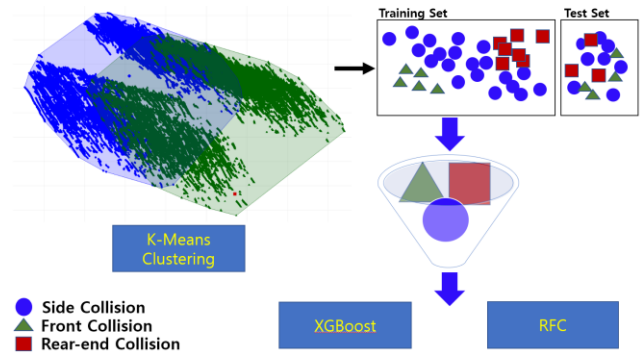 Training Set
Test Set
K-Means
Clustering
Side Collision
Front Collision
Rear-end Collision
XGBoost
RFC